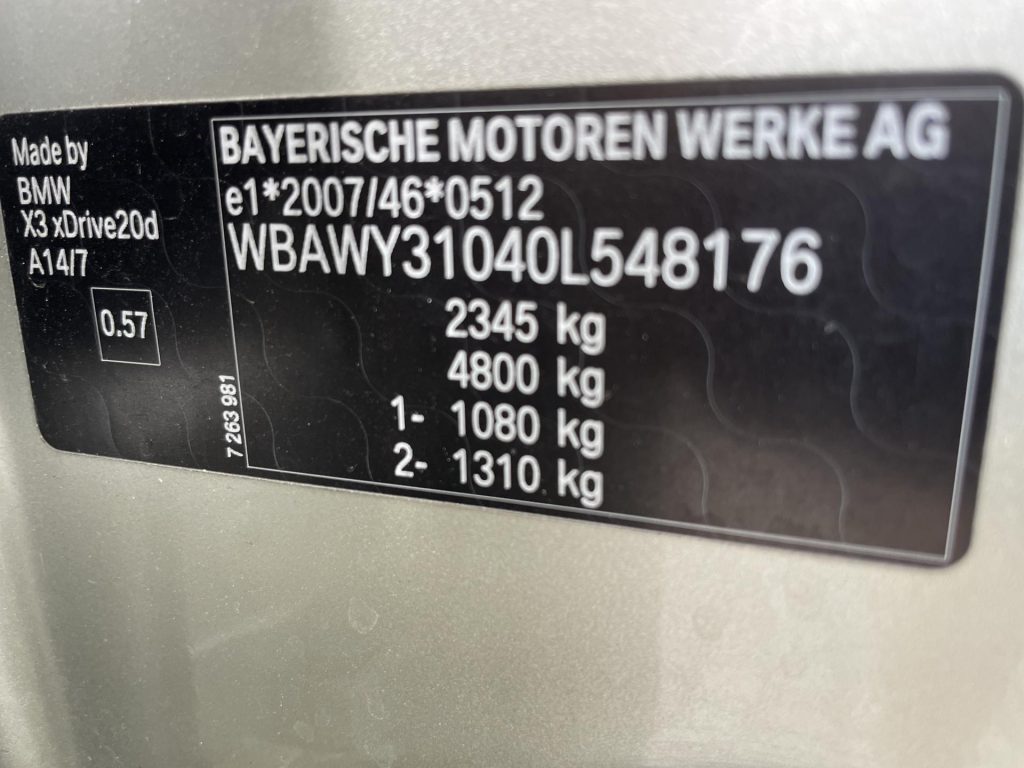 Made by
BMW
X3 xDrive20d
A14/7
0.57
7 263 981
BAYERISCHE MOTOREN WERKE AG
e1*2007/46*0512
WBAWY31040L548176
2345 kg
4800 kg
1- 1080 kg
2- 1310 kg